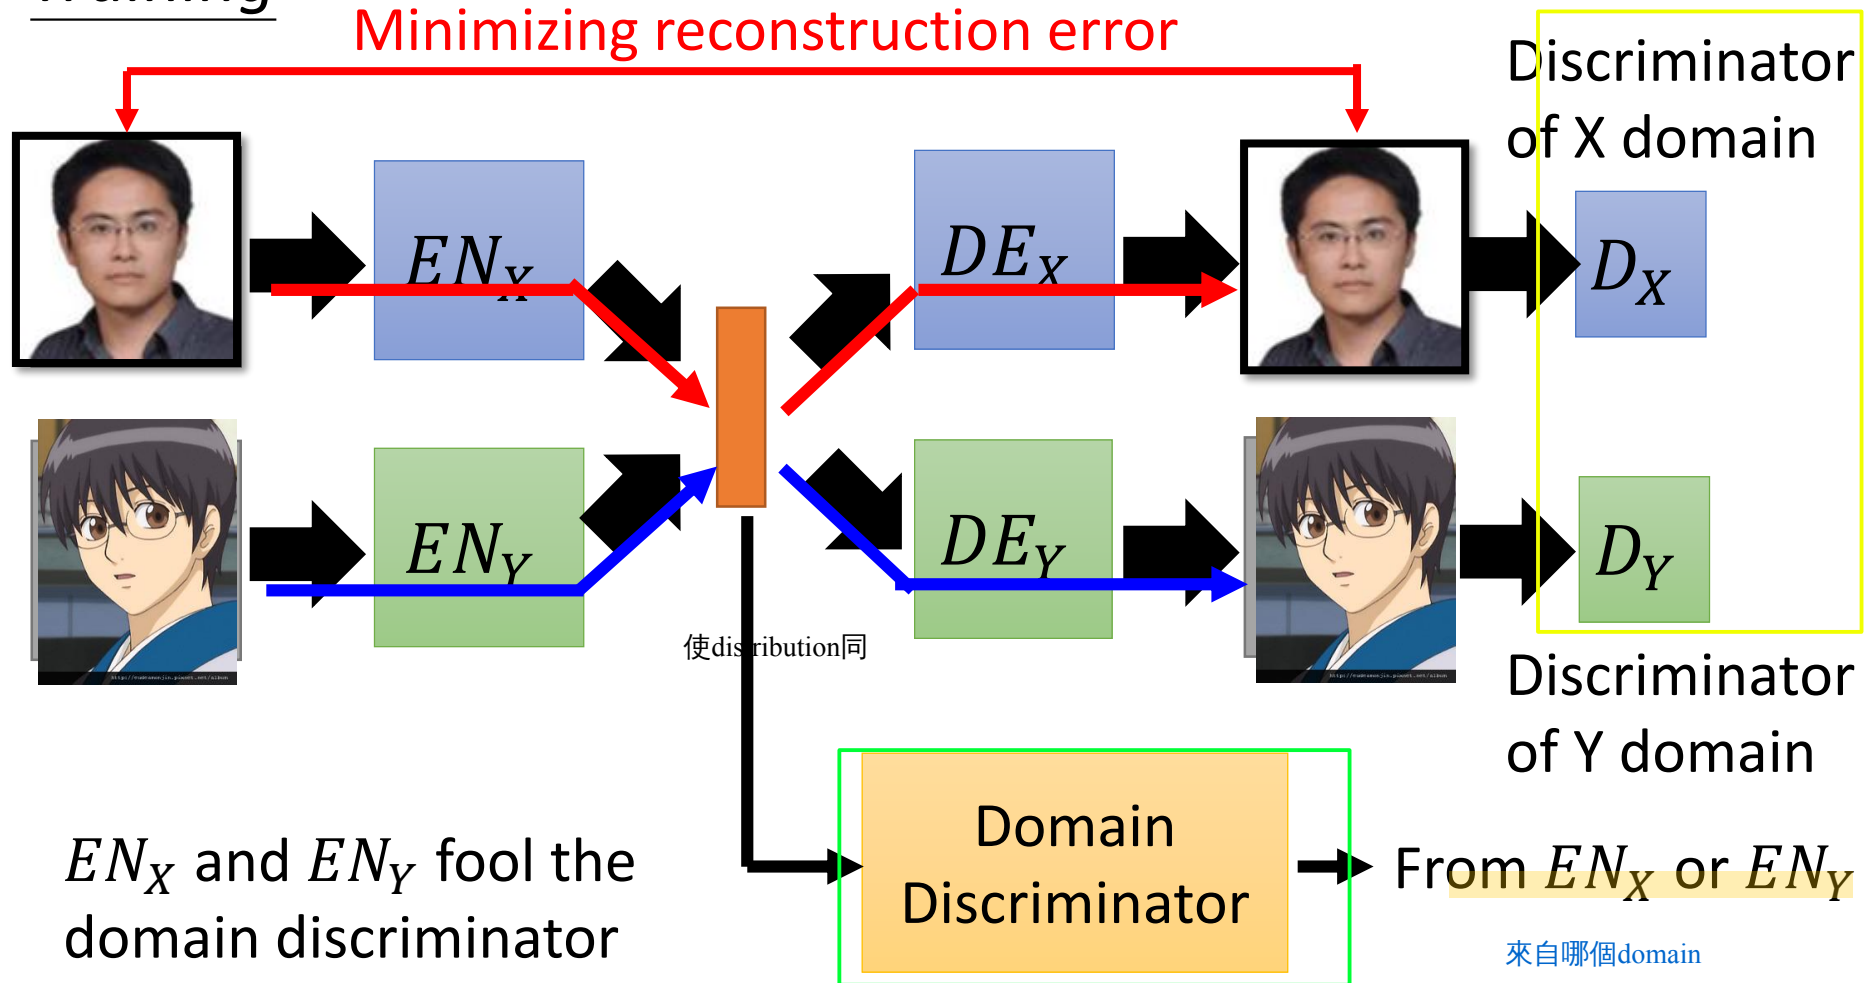 Training
Minimizing reconstruction error
Discriminator
of X domain
EN_X
DE_X
D_X
EN_Y
DE_Y
D_Y
使distribution同
Discriminator
of Y domain
Domain
Discriminator
EN_X and EN_Y fool the
domain discriminator
From EN_X or EN_Y
來自哪個domain